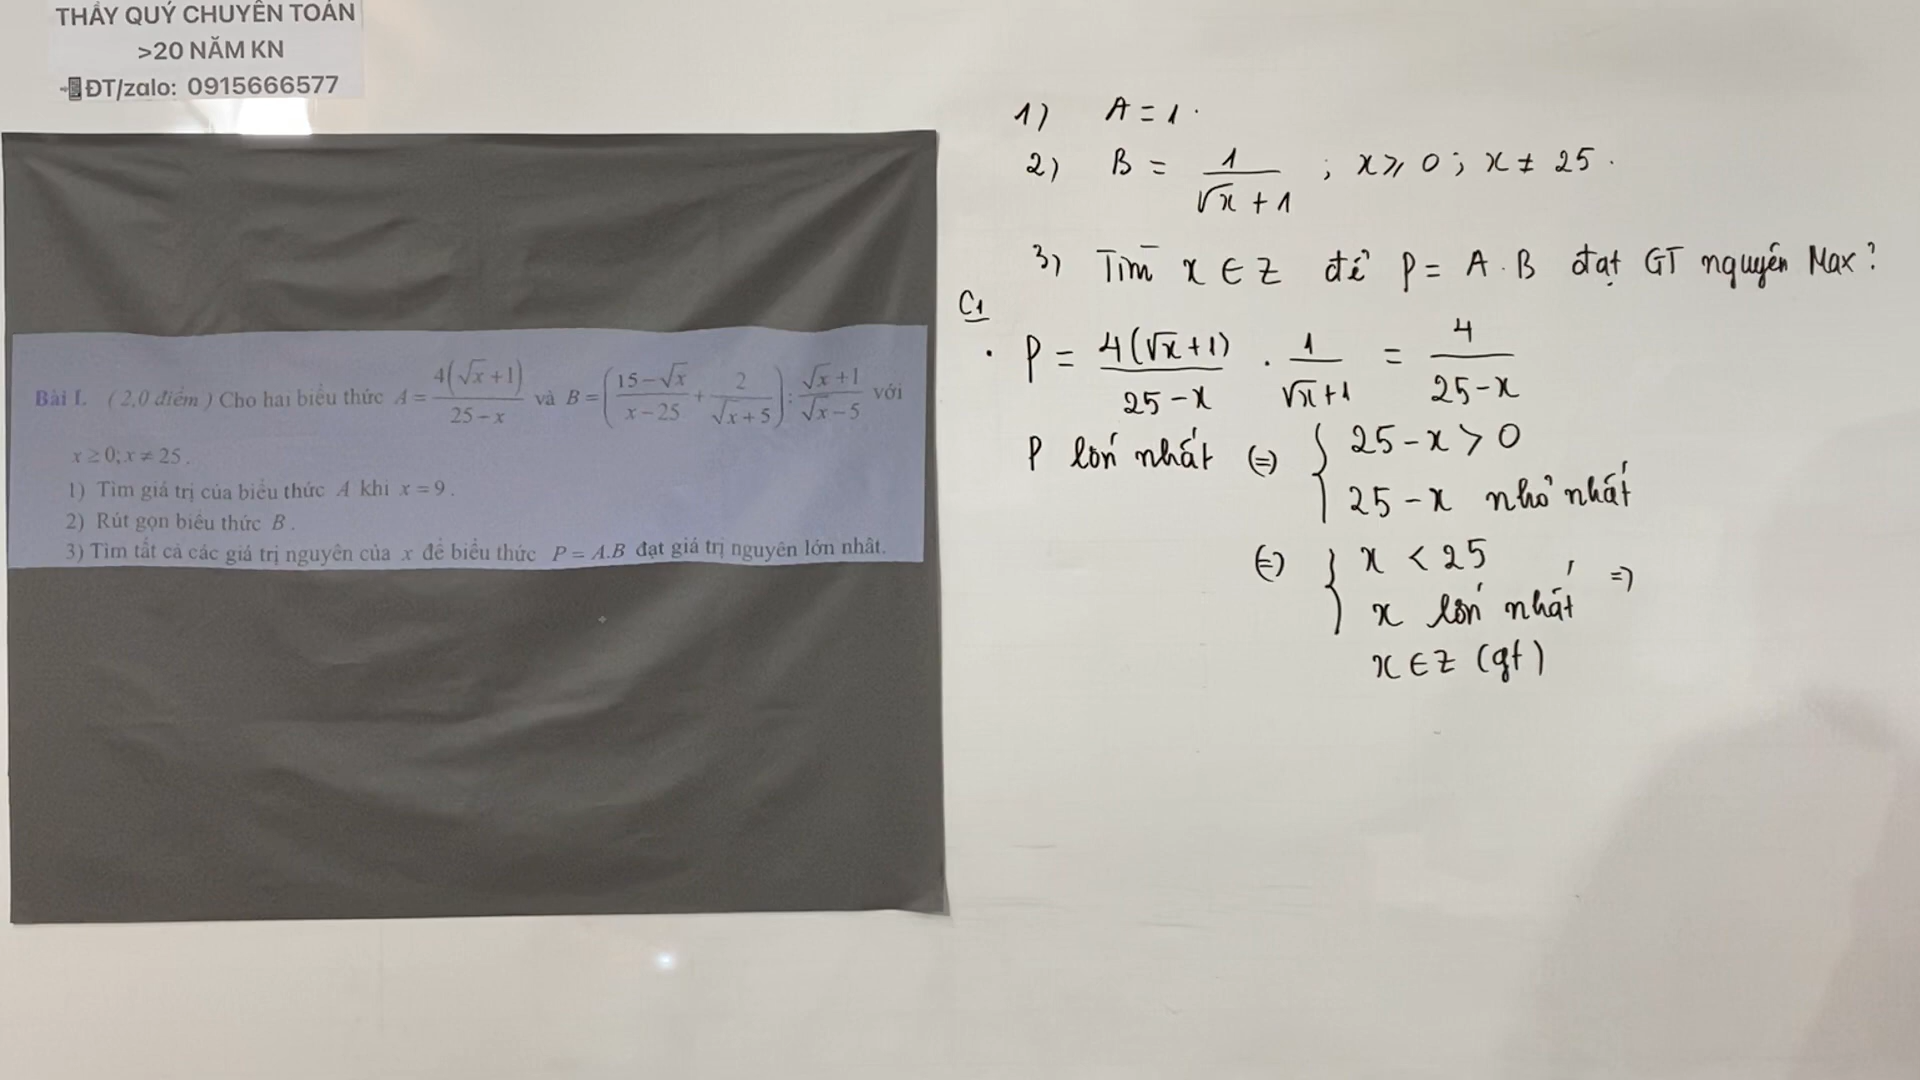 THẦY QUÝ CHUYÊN TOÁN
>20 NĂM KN
ĐT/zalo: 0915666577
Bài I. (2,0 điểm) Cho hai biểu thức A = 4(√x+1)/(25−x) và B = ((15−√x)/(x−25) + 2/(√x+5)) : (√x+1)/(√x−5) với
x ≥ 0; x ≠ 25.
1) Tìm giá trị của biểu thức A khi x = 9.
2) Rút gọn biểu thức B.
3) Tìm tất cả các giá trị nguyên của x để biểu thức P = A.B đạt giá trị nguyên lớn nhất.
1) A = 1.
2) B = 1/(√x + 1) ; x ⩾ 0 ; x ≠ 25.
3) Tìm x ∈ Z để P = A . B đạt GT nguyên Max?
C1
. P = 4(√x+1)/(25−x) . 1/(√x+1) = 4/(25−x)
P lớn nhất (=) { 25 − x > 0
25 − x nhỏ nhất
(=) { x < 25
x lớn nhất =)
x ∈ Z (gt)